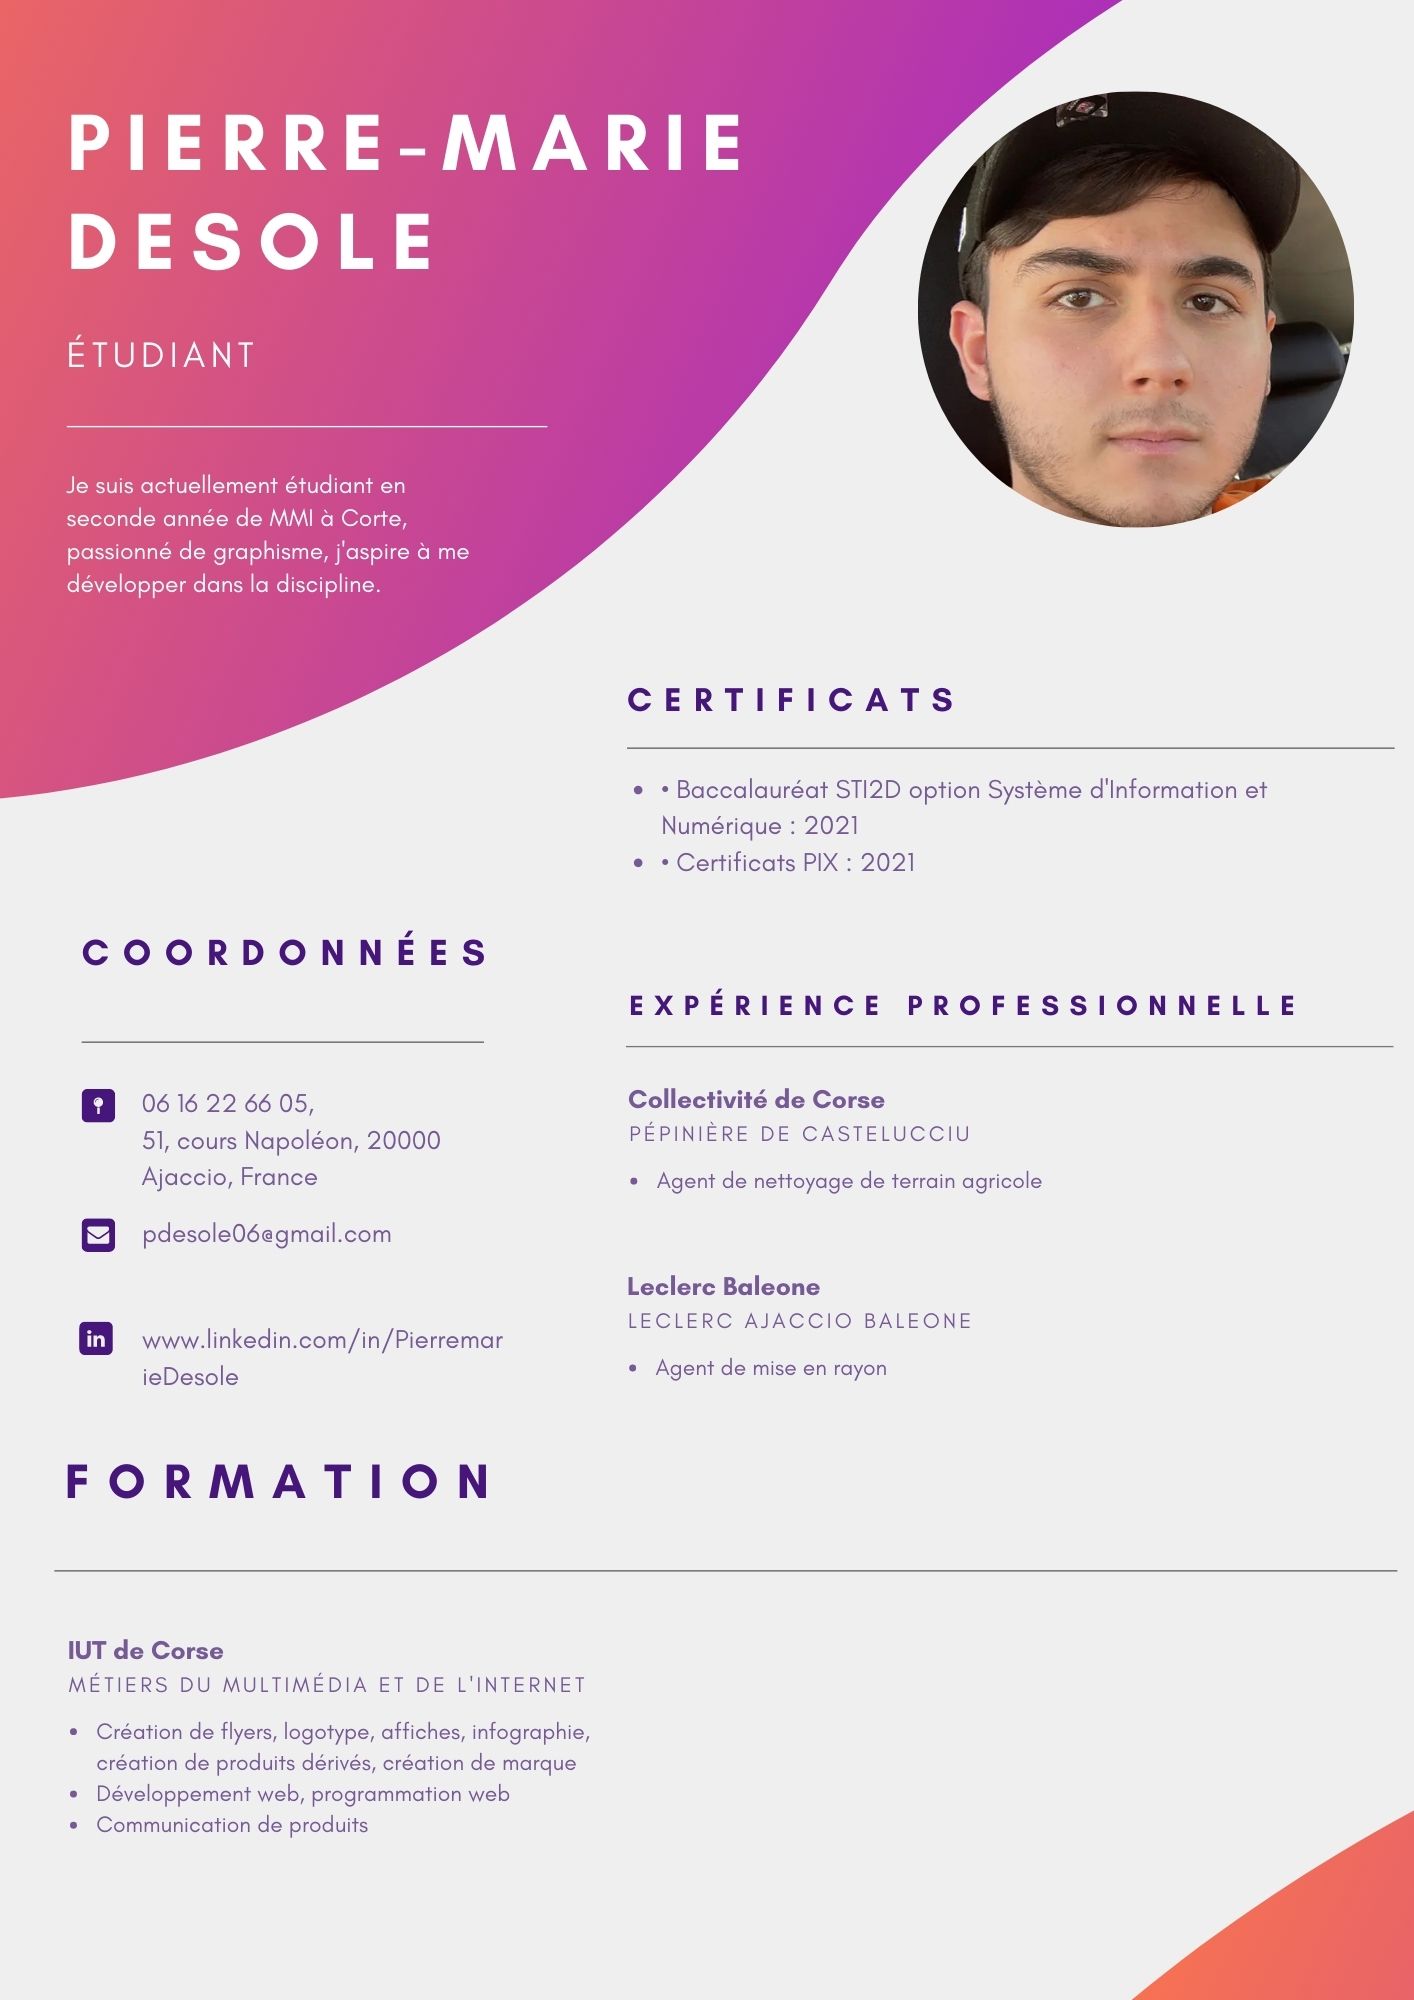 PIERRE-MARIE
DESOLE
ÉTUDIANT
Je suis actuellement étudiant en
seconde année de MMI à Corte,
passionné de graphisme, j'aspire à me
développer dans la discipline.
CERTIFICATS
• • Baccalauréat STI2D option Système d'Information et
Numérique : 2021
• • Certificats PIX : 2021
COORDONNÉES
06 16 22 66 05,
51, cours Napoléon, 20000
Ajaccio, France
pdesole06@gmail.com
in
www.linkedin.com/in/Pierremar
ieDesole
EXPÉRIENCE PROFESSIONNELLE
Collectivité de Corse
PÉPINIÈRE DE CASTELUCCIU
• Agent de nettoyage de terrain agricole
Leclerc Baleone
LECLERC AJACCIO BALEONE
• Agent de mise en rayon
FORMATION
IUT de Corse
MÉTIERS DU MULTIMÉDIA ET DE L'INTERNET
• Création de flyers, logotype, affiches, infographie,
création de produits dérivés, création de marque
• Développement web, programmation web
• Communication de produits